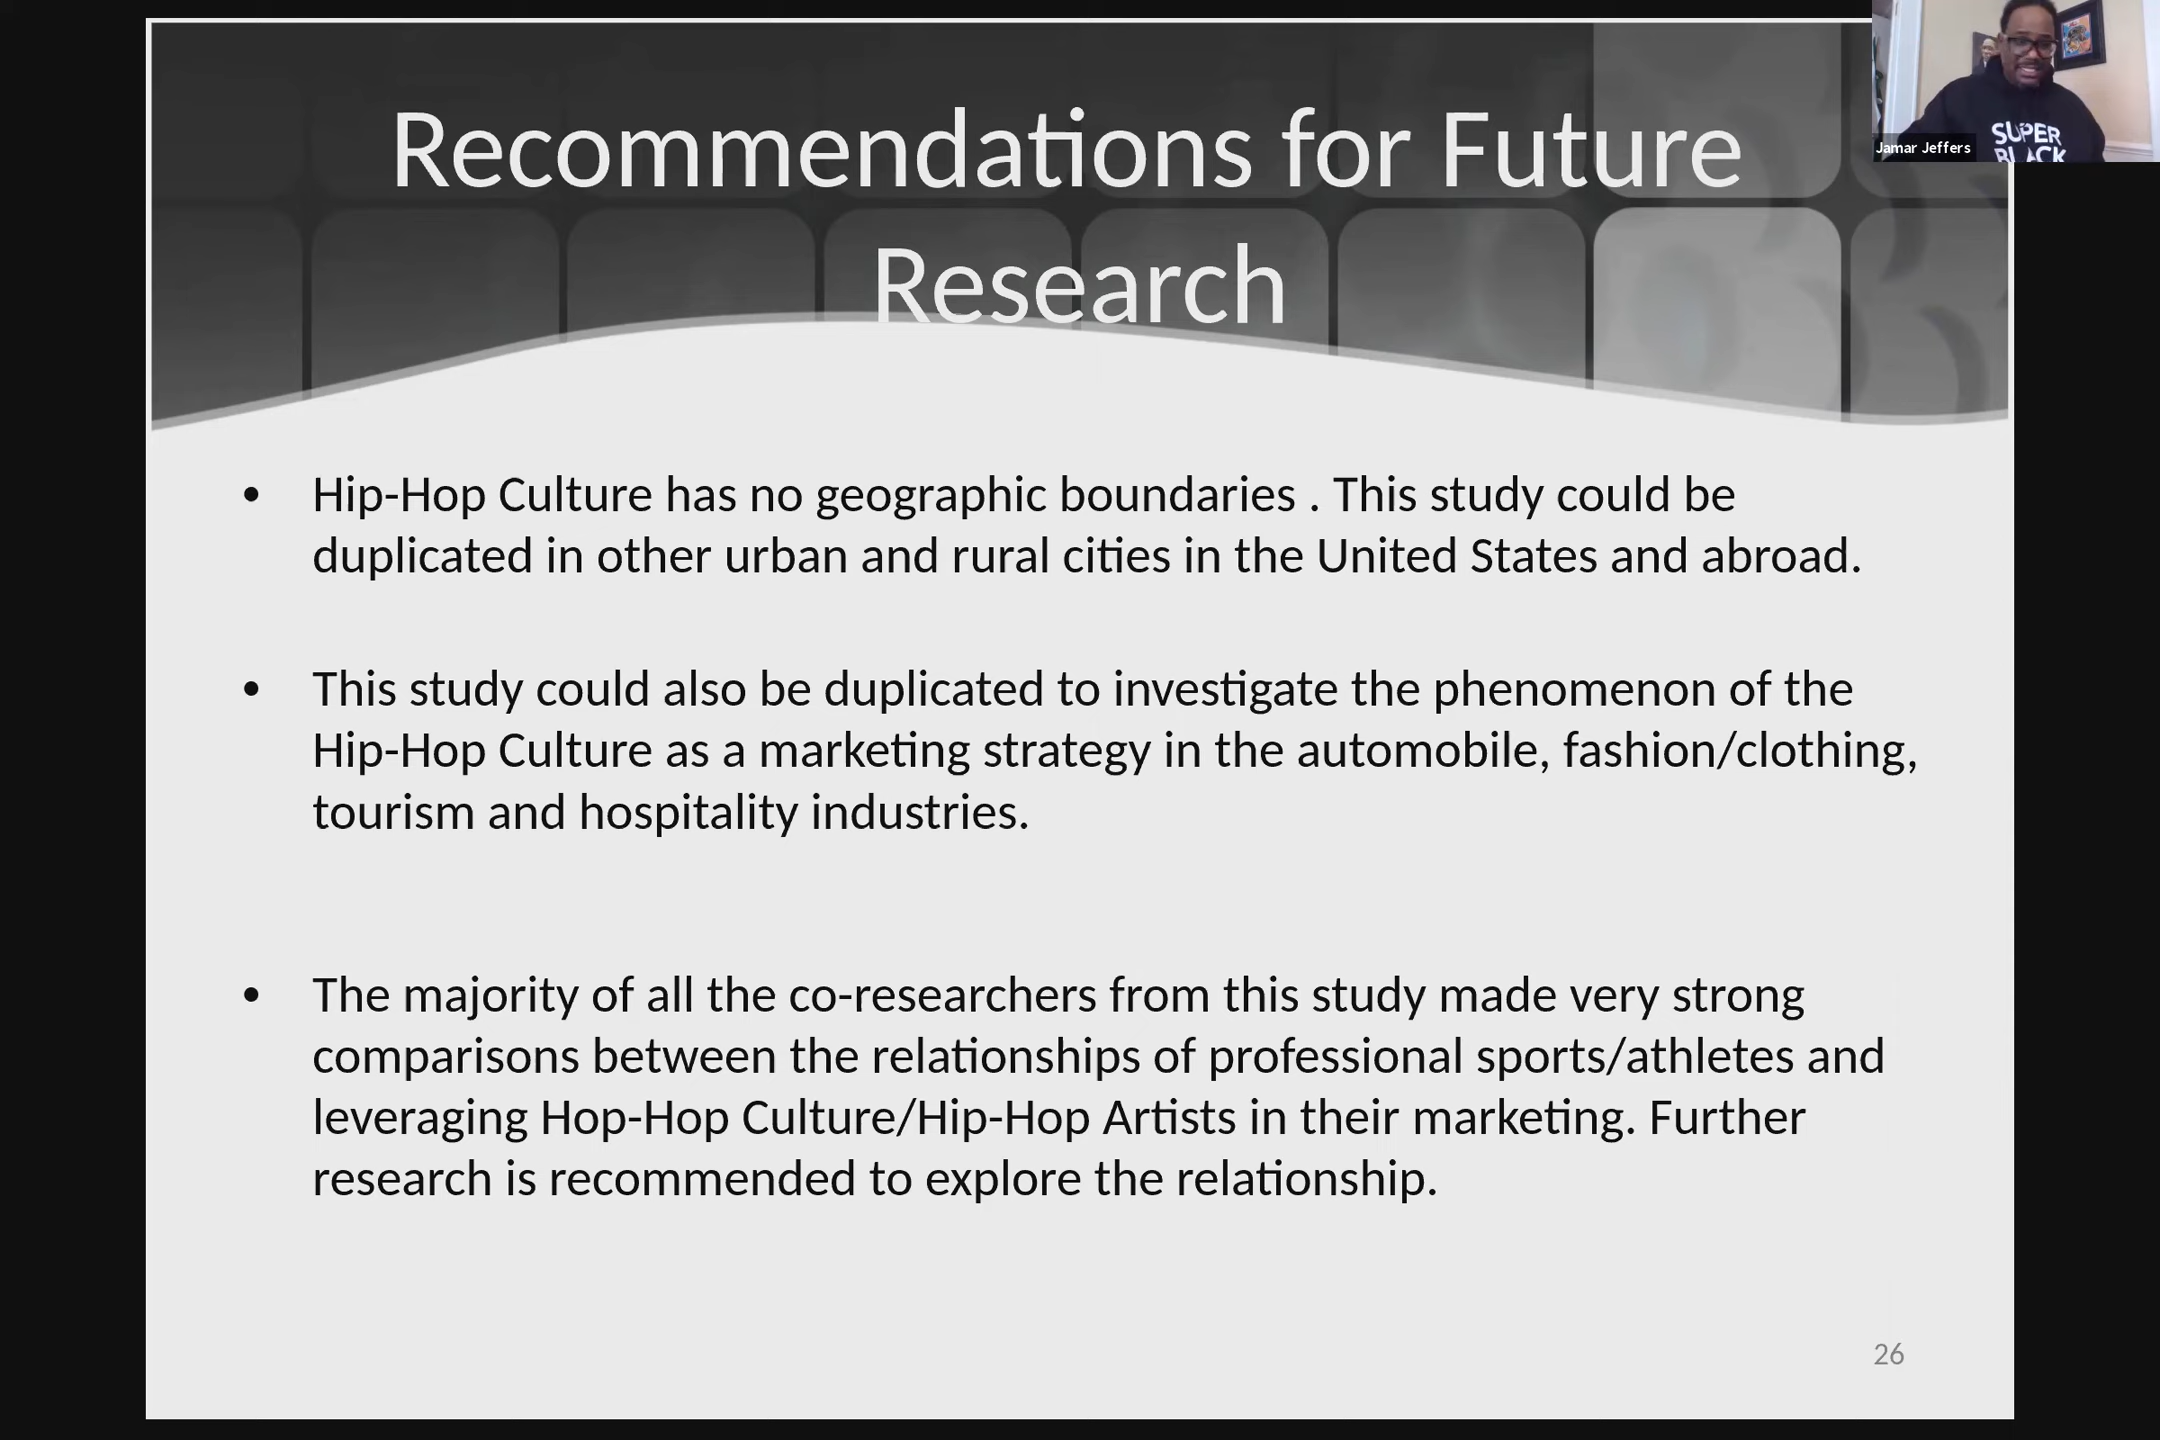 Recommendations for Future
Research
Jamar Jeffers
SUPER
BLACK
• Hip-Hop Culture has no geographic boundaries . This study could be
duplicated in other urban and rural cities in the United States and abroad.
• This study could also be duplicated to investigate the phenomenon of the
Hip-Hop Culture as a marketing strategy in the automobile, fashion/clothing,
tourism and hospitality industries.
• The majority of all the co-researchers from this study made very strong
comparisons between the relationships of professional sports/athletes and
leveraging Hop-Hop Culture/Hip-Hop Artists in their marketing. Further
research is recommended to explore the relationship.
26